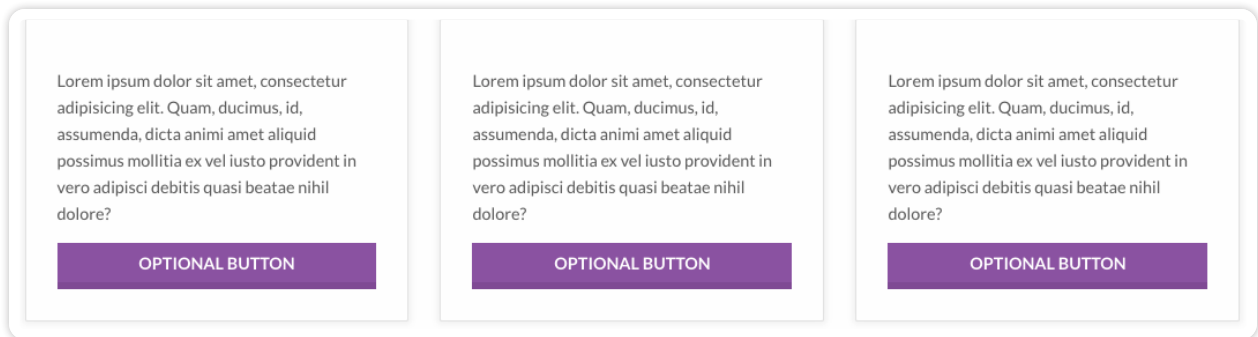 Lorem ipsum dolor sit amet, consectetur
adipisicing elit. Quam, ducimus, id,
assumenda, dicta animi amet aliquid
possimus mollitia ex vel iusto provident in
vero adipisci debitis quasi beatae nihil
dolore?
OPTIONAL BUTTON
Lorem ipsum dolor sit amet, consectetur
adipisicing elit. Quam, ducimus, id,
assumenda, dicta animi amet aliquid
possimus mollitia ex vel iusto provident in
vero adipisci debitis quasi beatae nihil
dolore?
OPTIONAL BUTTON
Lorem ipsum dolor sit amet, consectetur
adipisicing elit. Quam, ducimus, id,
assumenda, dicta animi amet aliquid
possimus mollitia ex vel iusto provident in
vero adipisci debitis quasi beatae nihil
dolore?
OPTIONAL BUTTON